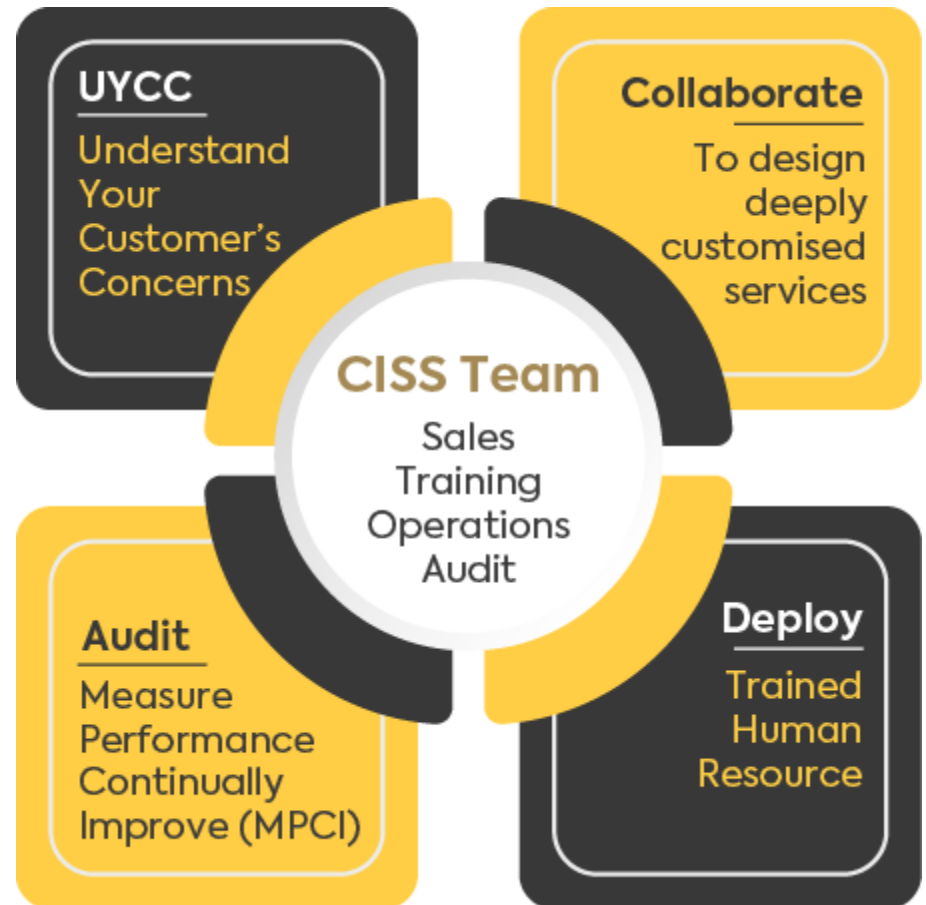 UYCC
Understand
Your
Customer’s
Concerns
Collaborate
To design
deeply
customised
services
CISS Team
Sales
Training
Operations
Audit
Audit
Measure
Performance
Continually
Improve (MPCI)
Deploy
Trained
Human
Resource